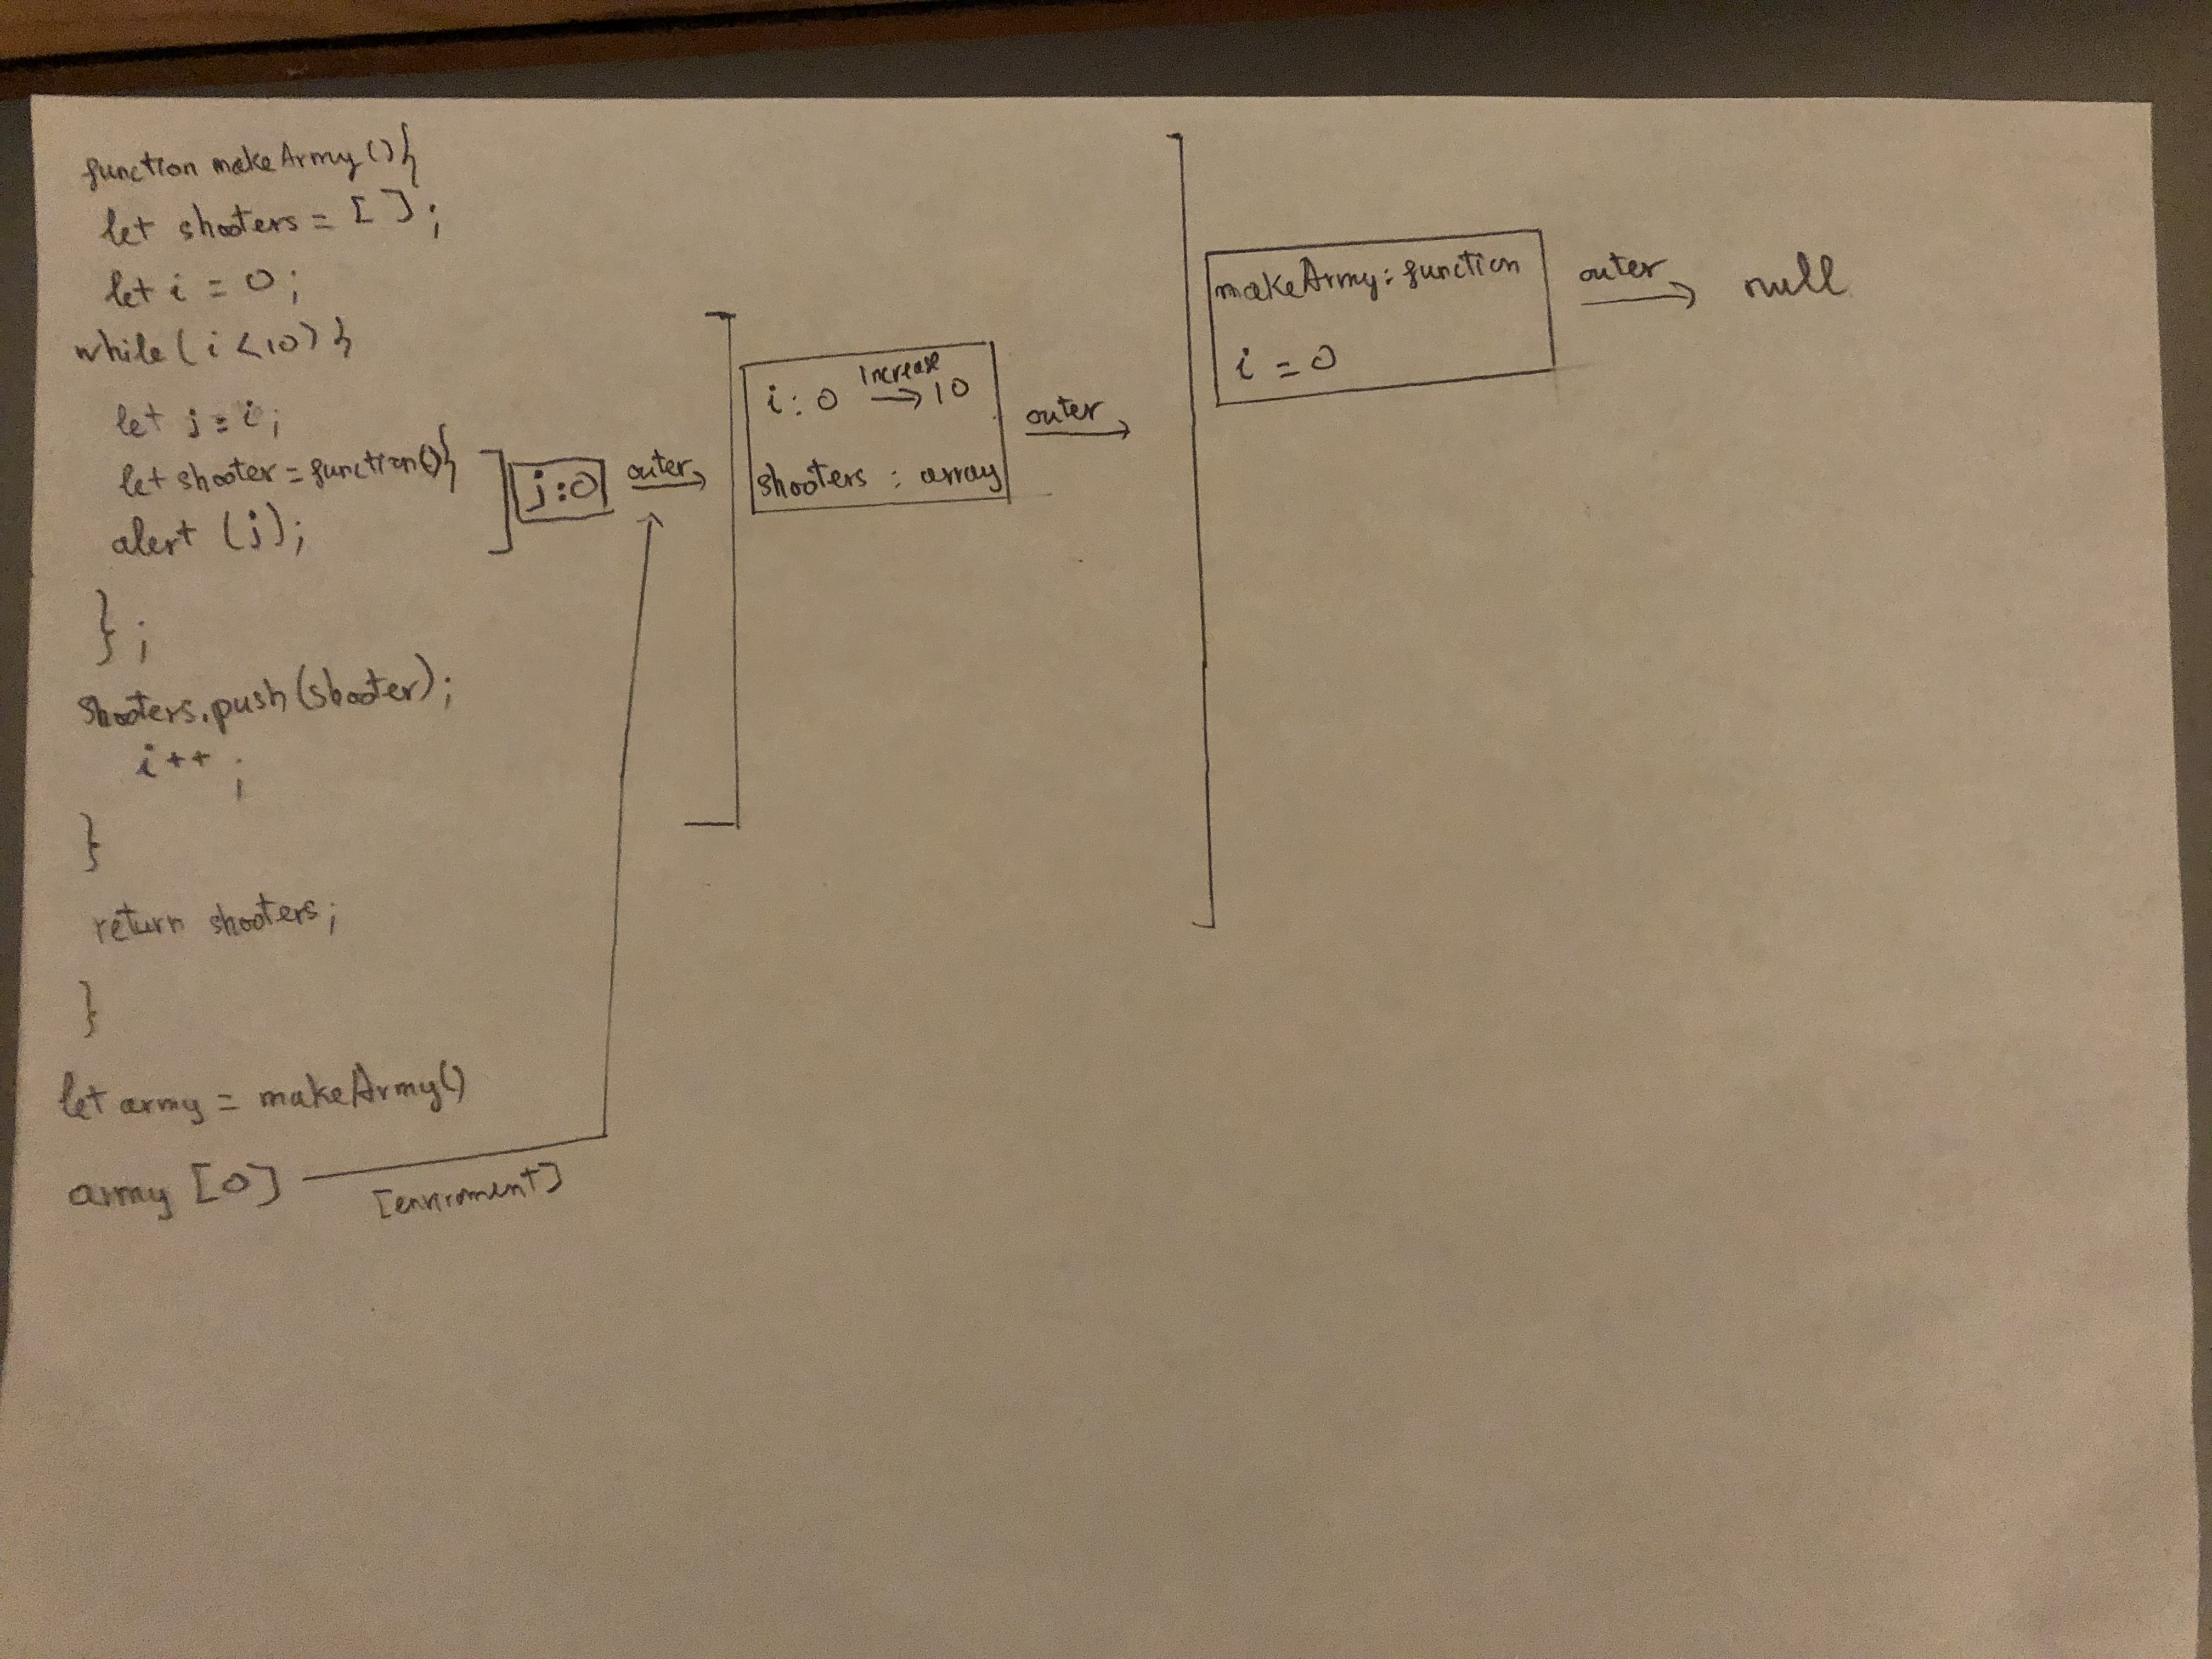 function makeArmy(){
let shooters = [ ];
let i = 0;
while(i<10){
let j = i;
let shooter = function(){
alert (j);
};
shooters.push(shooter);
i++;
}
return shooters;
}
let army = makeArmy()
army [0]
[enviroment]
j:0
outer
i:0 Increase 10
shooters : array
outer
makeArmy: function
i = 0
outer
null